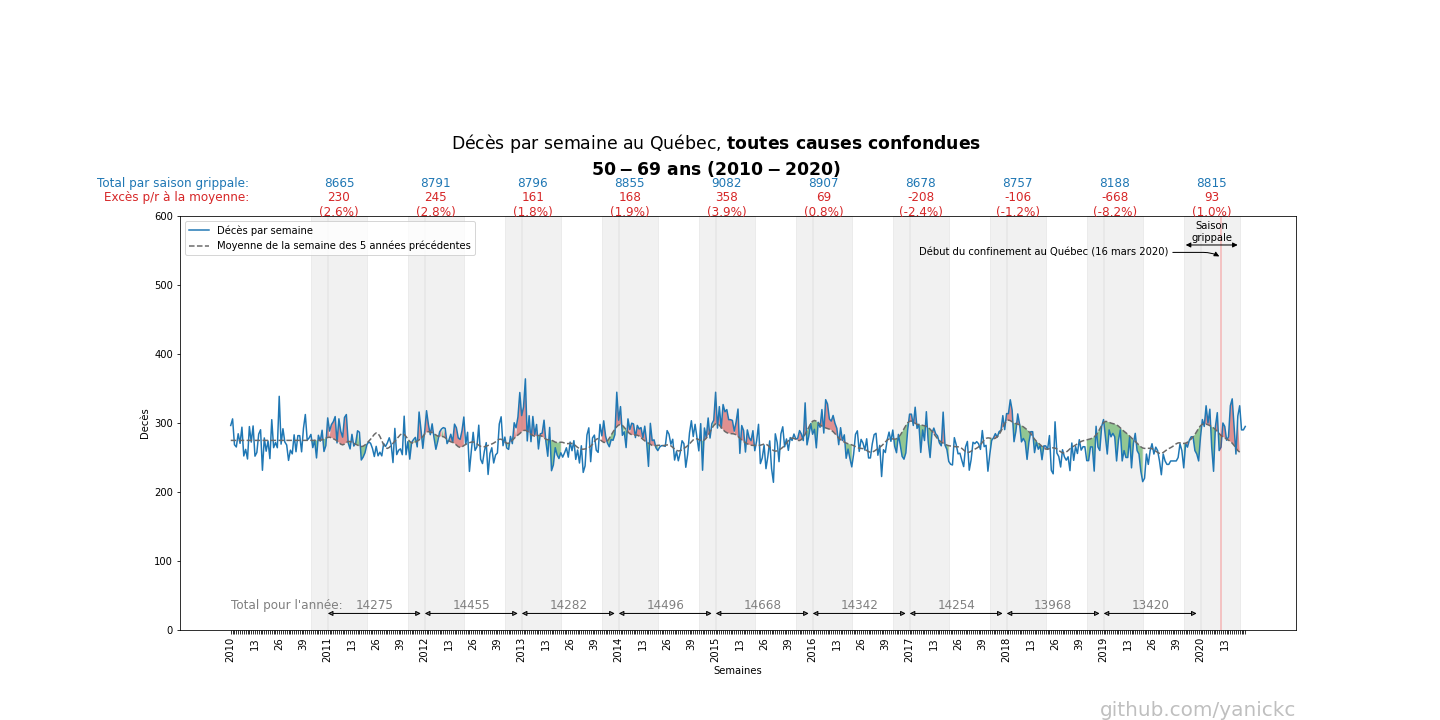 Décès par semaine au Québec, toutes causes confondues
50 – 69 ans (2010 – 2020)
Total par saison grippale: 8665 8791 8796 8855 9082 8907 8678 8757 8188 8815
Excès p/r à la moyenne: 230 245 161 168 358 69 -208 -106 -668 93
(2.6%) (2.8%) (1.8%) (1.9%) (3.9%) (0.8%) (-2.4%) (-1.2%) (-8.2%) (1.0%)
600
Décès par semaine
Moyenne de la semaine des 5 années précédentes
Saison
grippale
Début du confinement au Québec (16 mars 2020)
500
400
300
200
100
0
Decès
Total pour l'année: 14275 14455 14282 14496 14668 14342 14254 13968 13420
2010 13 26 39 2011 13 26 39 2012 13 26 39 2013 13 26 39 2014 13 26 39 2015 13 26 39 2016 13 26 39 2017 13 26 39 2018 13 26 39 2019 13 26 39 2020 13
Semaines
github.com/yanickc